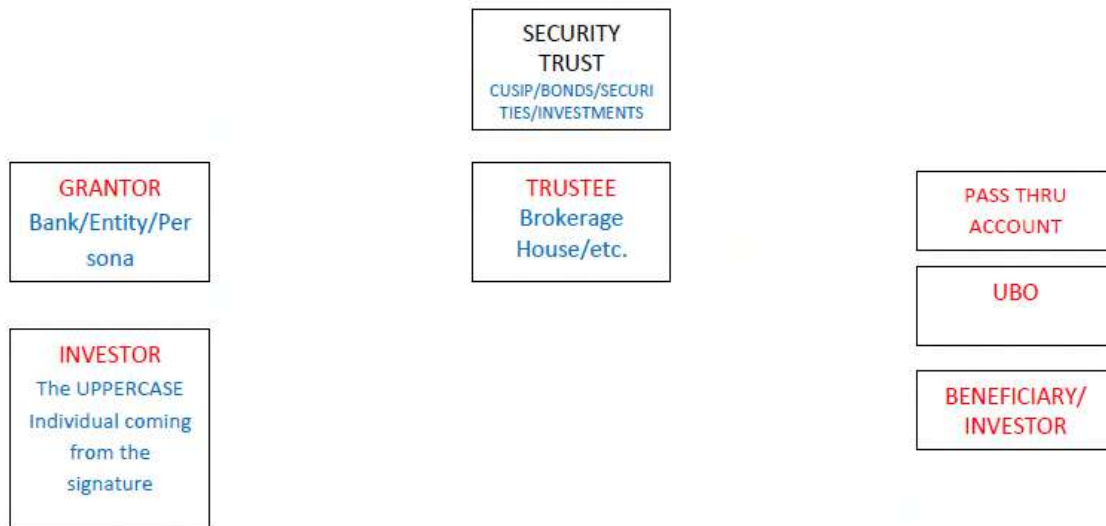 SECURITY
TRUST
CUSIP/BONDS/SECURI
TIES/INVESTMENTS
GRANTOR
Bank/Entity/Per
sona
TRUSTEE
Brokerage
House/etc.
PASS THRU
ACCOUNT
UBO
INVESTOR
The UPPERCASE
Individual coming
from the
signature
BENEFICIARY/
INVESTOR